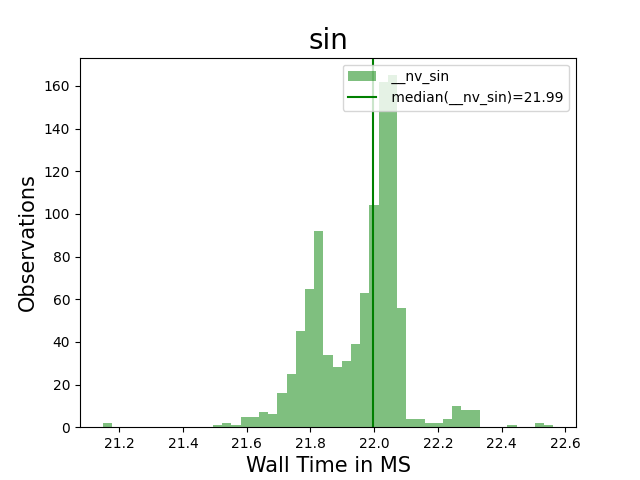 sin
__nv_sin
median(__nv_sin)=21.99
160
140
120
100
80
60
40
20
0
Observations
21.2 21.4 21.6 21.8 22.0 22.2 22.4 22.6
Wall Time in MS